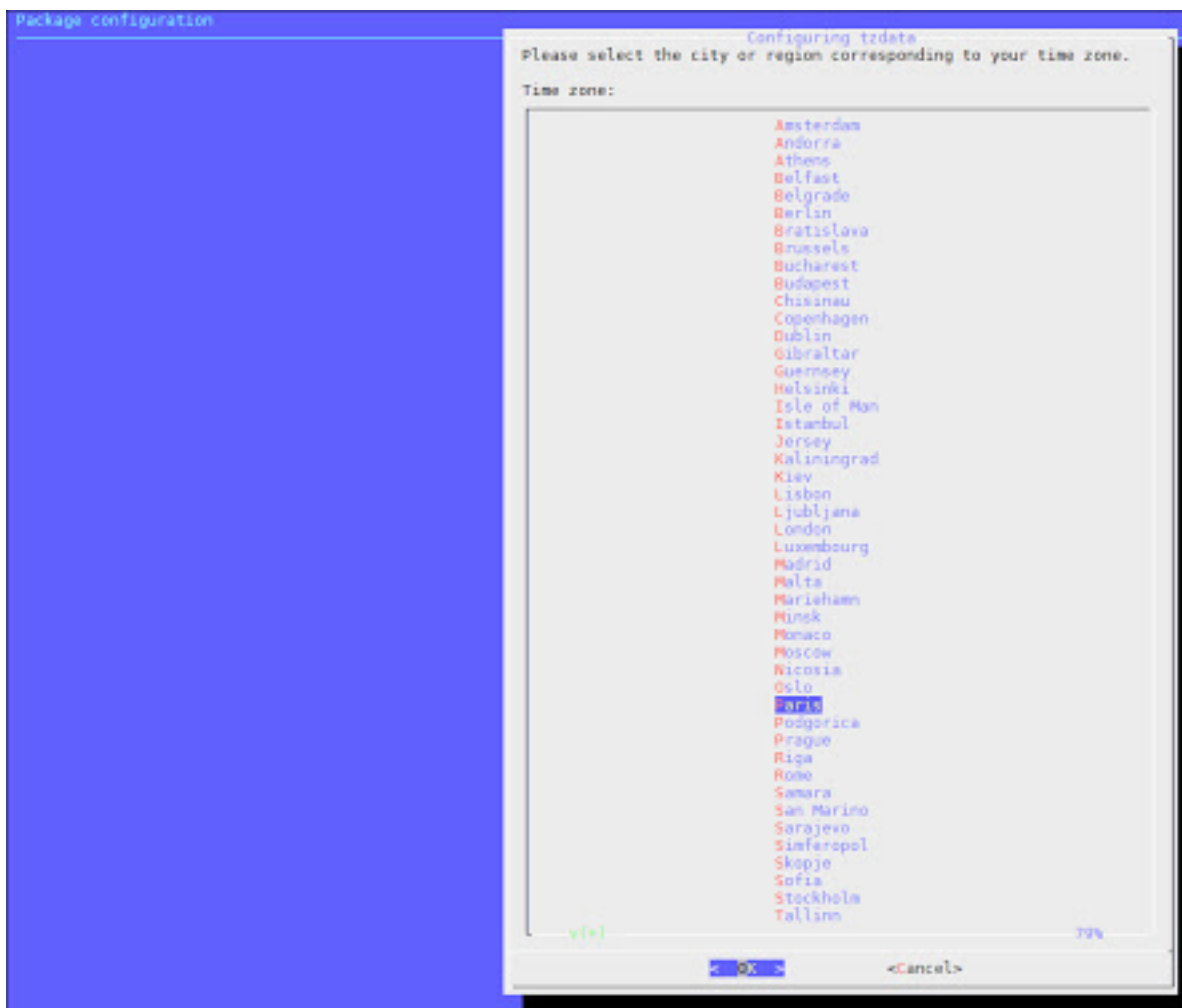 Package configuration
Configuring tzdata
Please select the city or region corresponding to your time zone.
Time zone:
Amsterdam
Andorra
Athens
Belfast
Belgrade
Berlin
Bratislava
Brussels
Bucharest
Budapest
Chisinau
Copenhagen
Dublin
Gibraltar
Guernsey
Helsinki
Isle of Man
Istanbul
Jersey
Kaliningrad
Kiev
Lisbon
Ljubljana
London
Luxembourg
Madrid
Malta
Mariehamn
Minsk
Monaco
Moscow
Nicosia
Oslo
Paris
Podgorica
Prague
Riga
Rome
Samara
San Marino
Sarajevo
Simferopol
Skopje
Sofia
Stockholm
Tallinn
v(+) 79%
< OK > <Cancel>